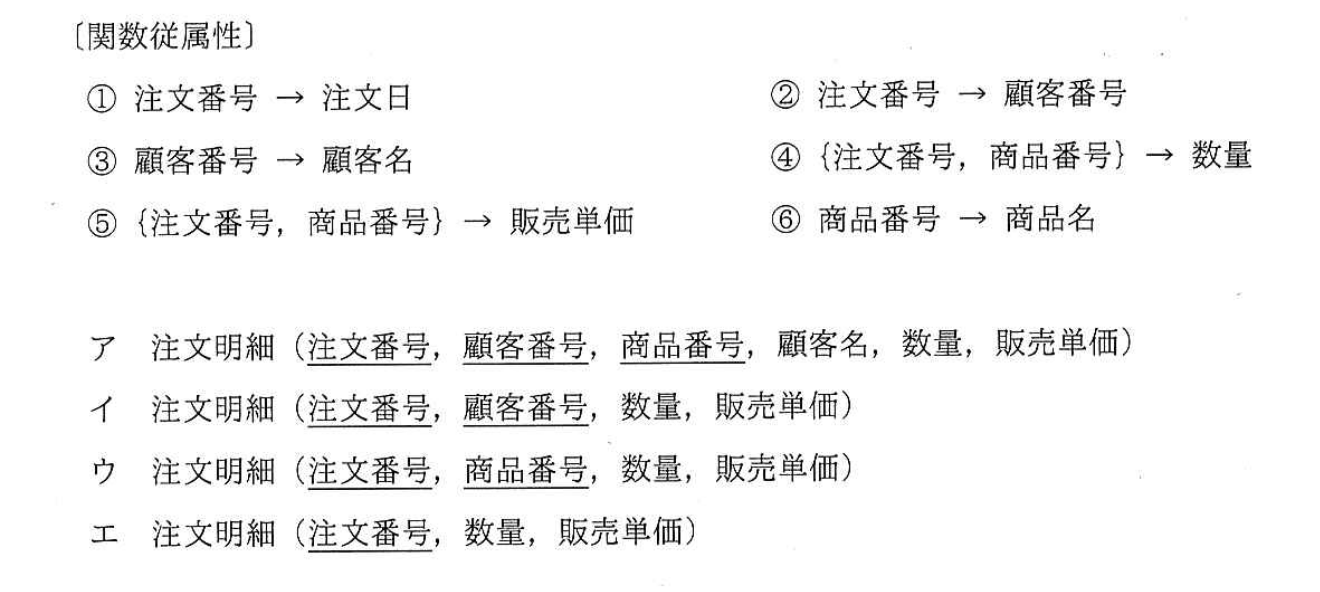 〔関数従属性〕
① 注文番号 → 注文日
② 注文番号 → 顧客番号
③ 顧客番号 → 顧客名
④ {注文番号，商品番号} → 数量
⑤ {注文番号，商品番号} → 販売単価
⑥ 商品番号 → 商品名
ア 注文明細（注文番号，顧客番号，商品番号，顧客名，数量，販売単価）
イ 注文明細（注文番号，顧客番号，数量，販売単価）
ウ 注文明細（注文番号，商品番号，数量，販売単価）
エ 注文明細（注文番号，数量，販売単価）